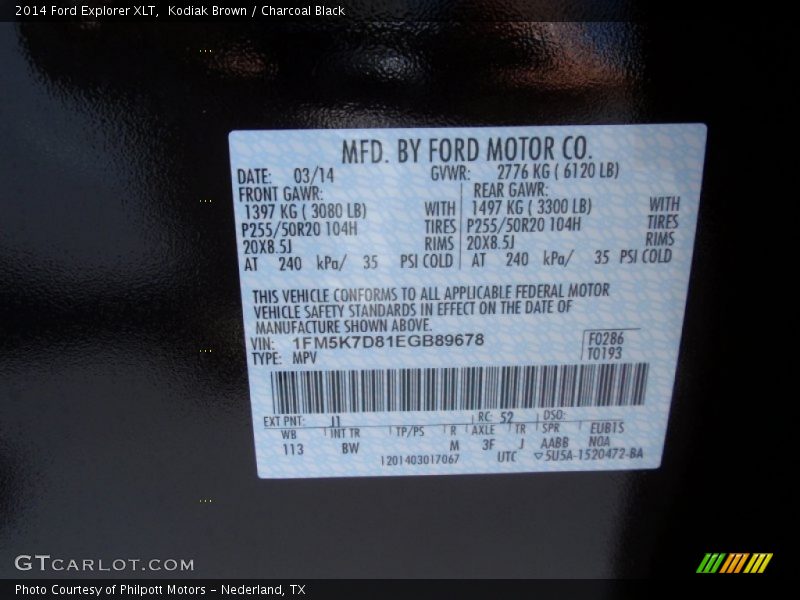 2014 Ford Explorer XLT,  Kodiak Brown / Charcoal Black
MFD. BY FORD MOTOR CO.
DATE: 03/14 GVWR: 2776 KG ( 6120 LB)
FRONT GAWR: REAR GAWR:
1397 KG ( 3080 LB) WITH 1497 KG ( 3300 LB) WITH
P255/50R20 104H TIRES P255/50R20 104H TIRES
20X8.5J RIMS 20X8.5J RIMS
AT 240 kPa/ 35 PSI COLD AT 240 kPa/ 35 PSI COLD
THIS VEHICLE CONFORMS TO ALL APPLICABLE FEDERAL MOTOR
VEHICLE SAFETY STANDARDS IN EFFECT ON THE DATE OF
MANUFACTURE SHOWN ABOVE.
VIN: 1FM5K7D81EGB89678 F0286
TYPE: MPV T0193
EXT PNT: J1 RC: 52 DSO:
WB INT TR TP/PS R AXLE TR SPR EUB15
113 BW M 3F J AABB N0A
1201403017067 UTC ▽5U5A-1520472-BA
GTCARLOT.COM
Photo Courtesy of Philpott Motors - Nederland, TX